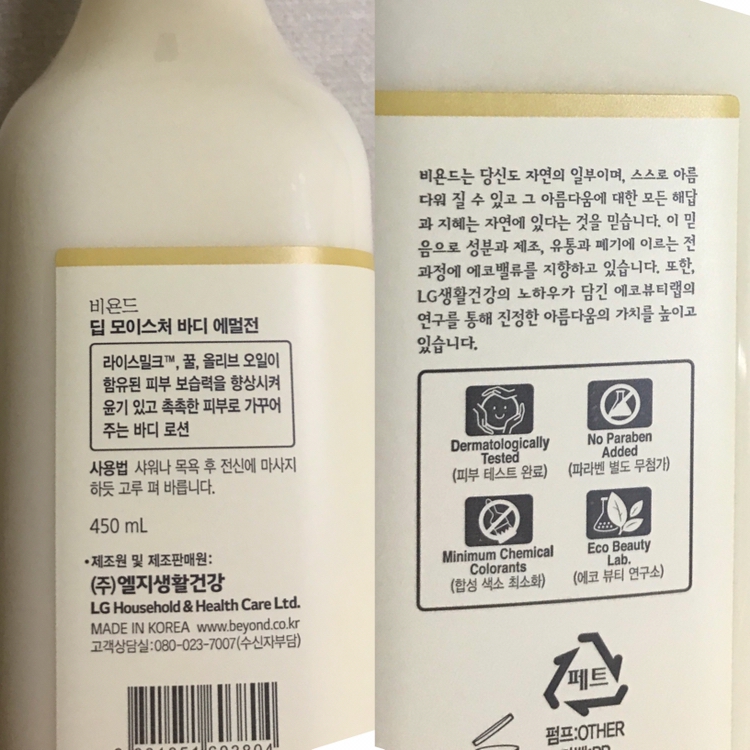 비욘드
딥 모이스처 바디 에멀전
라이스밀크™, 꿀, 올리브 오일이
함유된 피부 보습력을 향상시켜
윤기 있고 촉촉한 피부로 가꾸어
주는 바디 로션
사용법 샤워나 목욕 후 전신에 마사지
하듯 고루 펴 바릅니다.
450 mL
•제조원 및 제조판매원:
(주)엘지생활건강
LG Household & Health Care Ltd.
MADE IN KOREA www.beyond.co.kr
고객상담실:080-023-7007(수신자부담)
비욘드는 당신도 자연의 일부이며, 스스로 아름
다워 질 수 있고 그 아름다움에 대한 모든 해답
과 지혜는 자연에 있다는 것을 믿습니다. 이 믿
음으로 성분과 제조, 유통과 폐기에 이르는 전
과정에 에코밸류를 지향하고 있습니다. 또한,
LG생활건강의 노하우가 담긴 에코뷰티랩의
연구를 통해 진정한 아름다움의 가치를 높이고
있습니다.
Dermatologically
Tested
(피부 테스트 완료)
No Paraben
Added
(파라벤 별도 무첨가)
Minimum Chemical
Colorants
(합성 색소 최소화)
Eco Beauty
Lab.
(에코 뷰티 연구소)
페트
펌프:OTHER